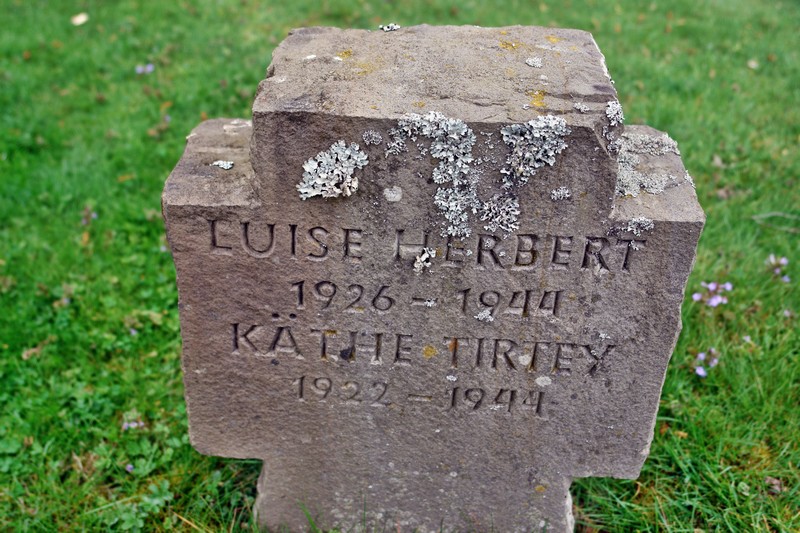 LUISE HERBERT
1926 - 1944
KÄTHE TIRTEY
1922 - 1944